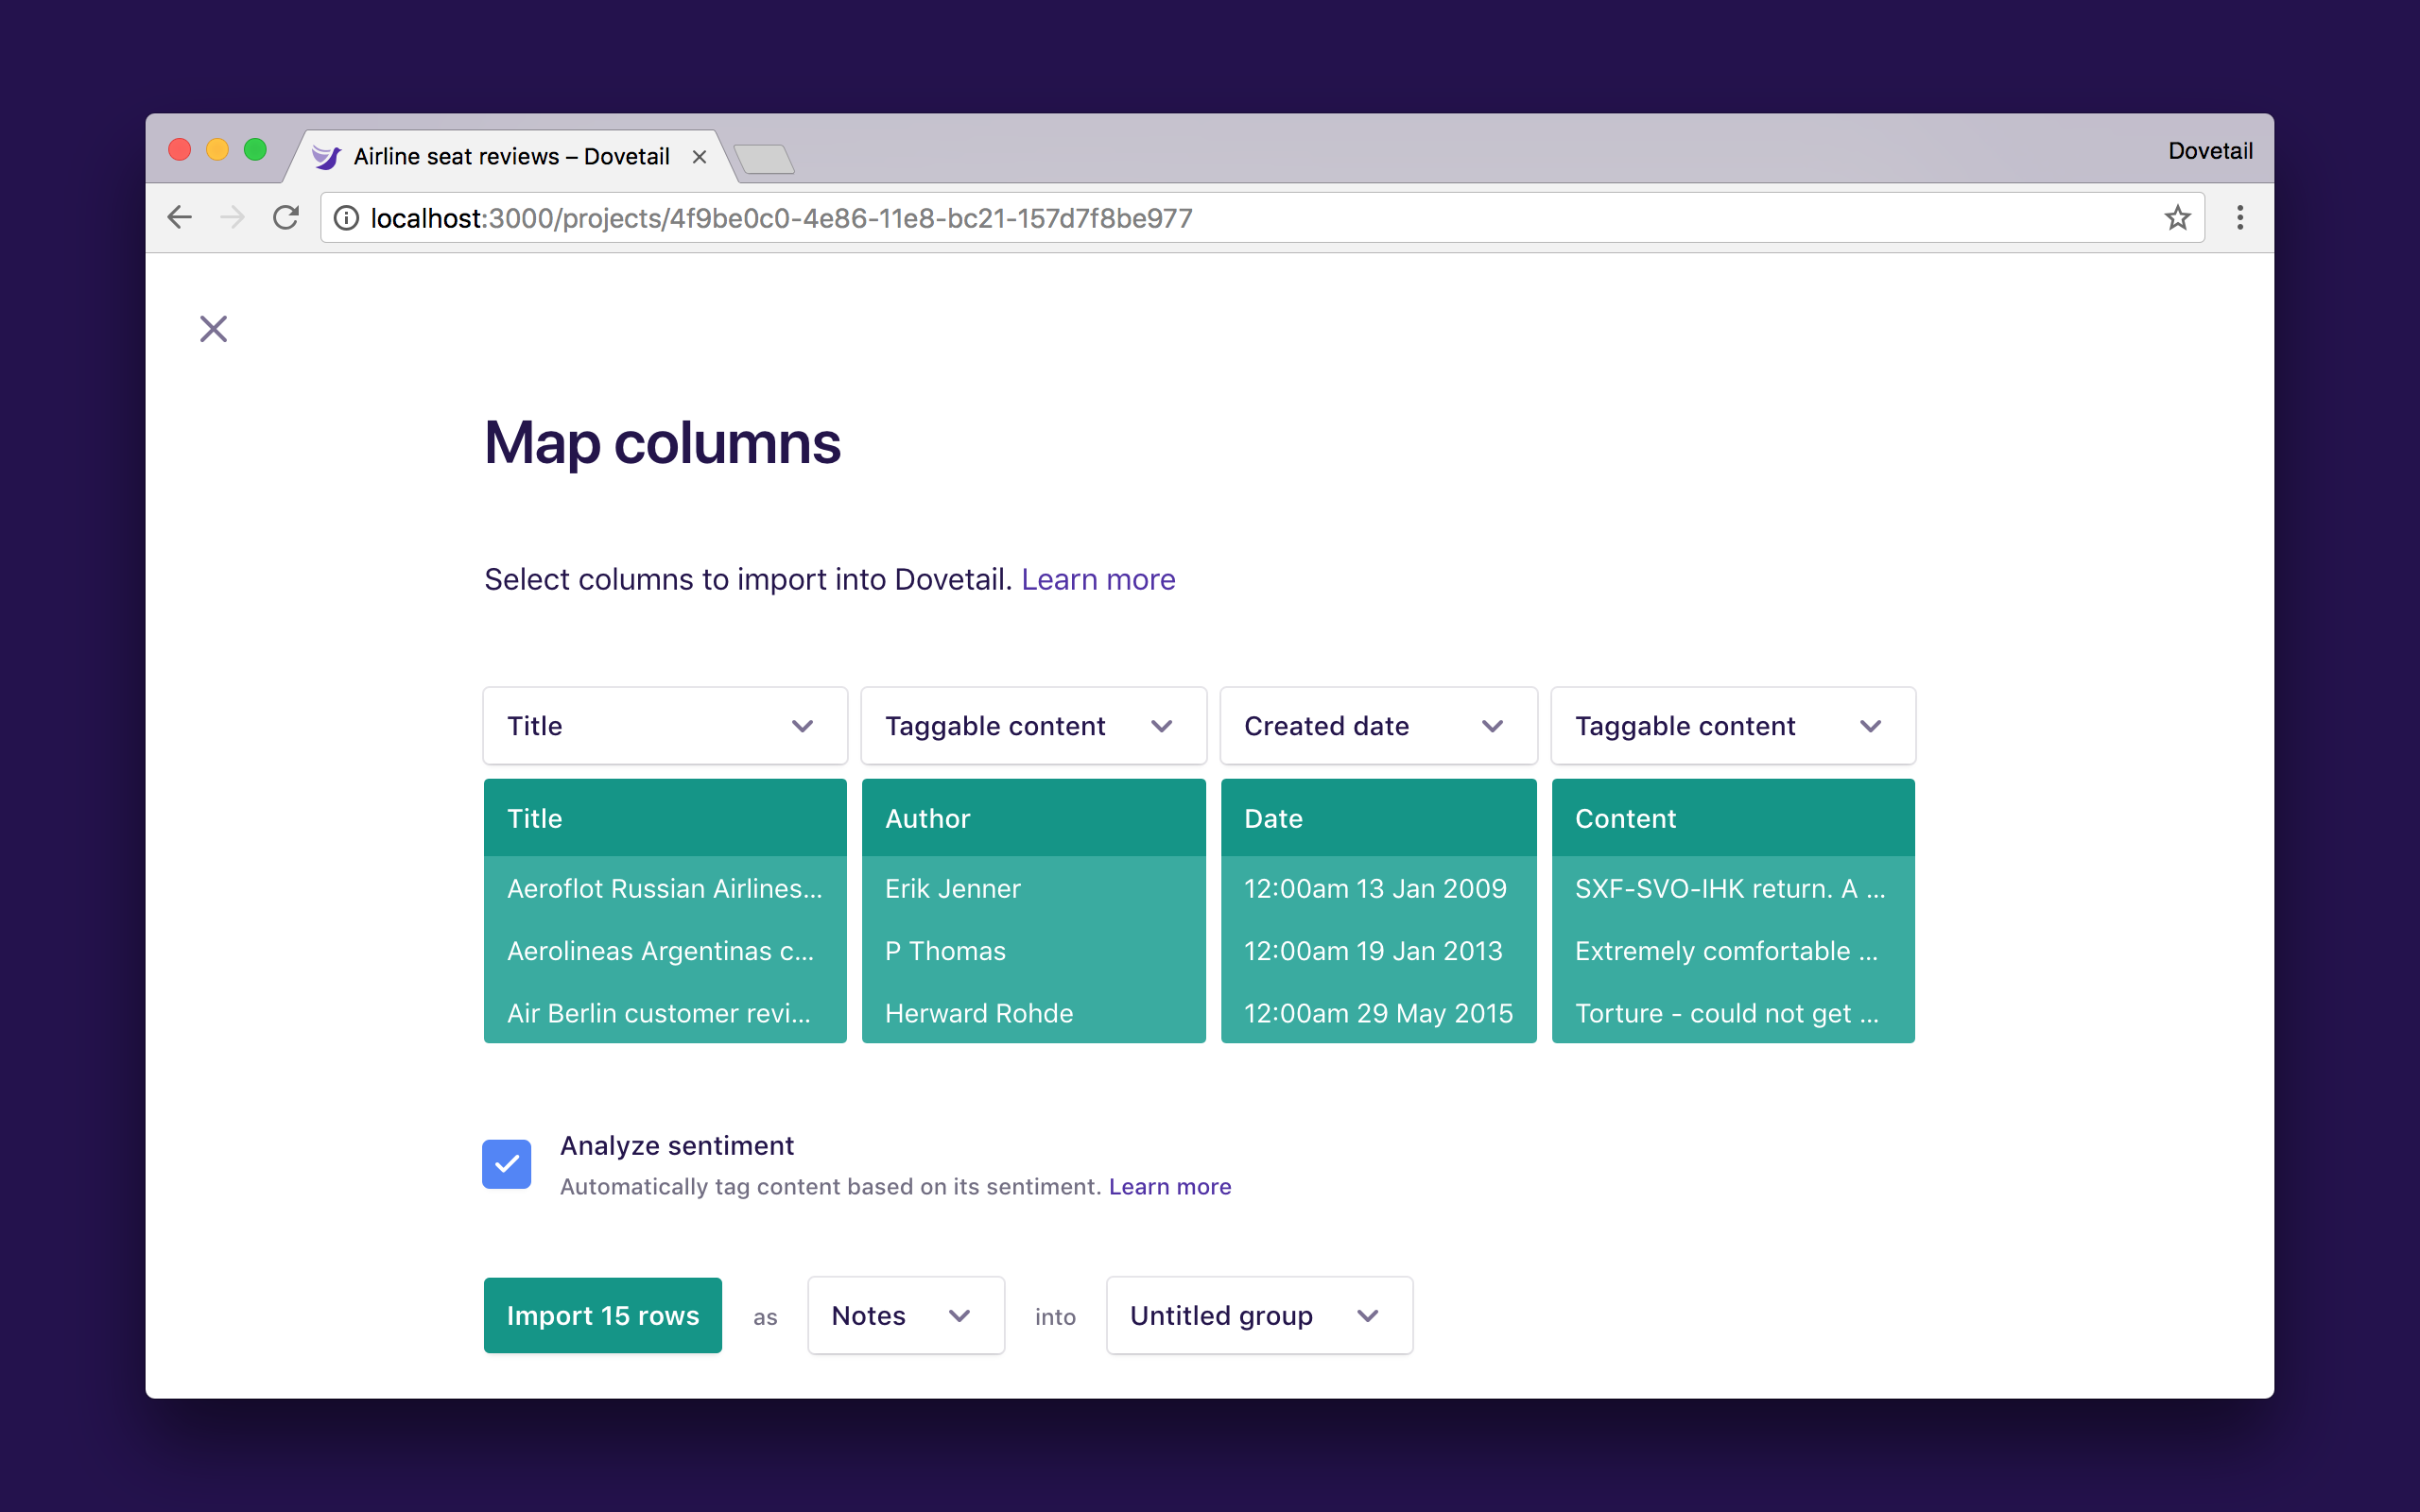 Airline seat reviews – Dovetail
Dovetail
localhost:3000/projects/4f9be0c0-4e86-11e8-bc21-157d7f8be977
Map columns
Select columns to import into Dovetail. Learn more
Title Taggable content Created date Taggable content
Title Author Date Content
Aeroflot Russian Airlines... Erik Jenner 12:00am 13 Jan 2009 SXF-SVO-IHK return. A ...
Aerolineas Argentinas c... P Thomas 12:00am 19 Jan 2013 Extremely comfortable ...
Air Berlin customer revi... Herward Rohde 12:00am 29 May 2015 Torture - could not get ...
Analyze sentiment
Automatically tag content based on its sentiment. Learn more
Import 15 rows as Notes into Untitled group